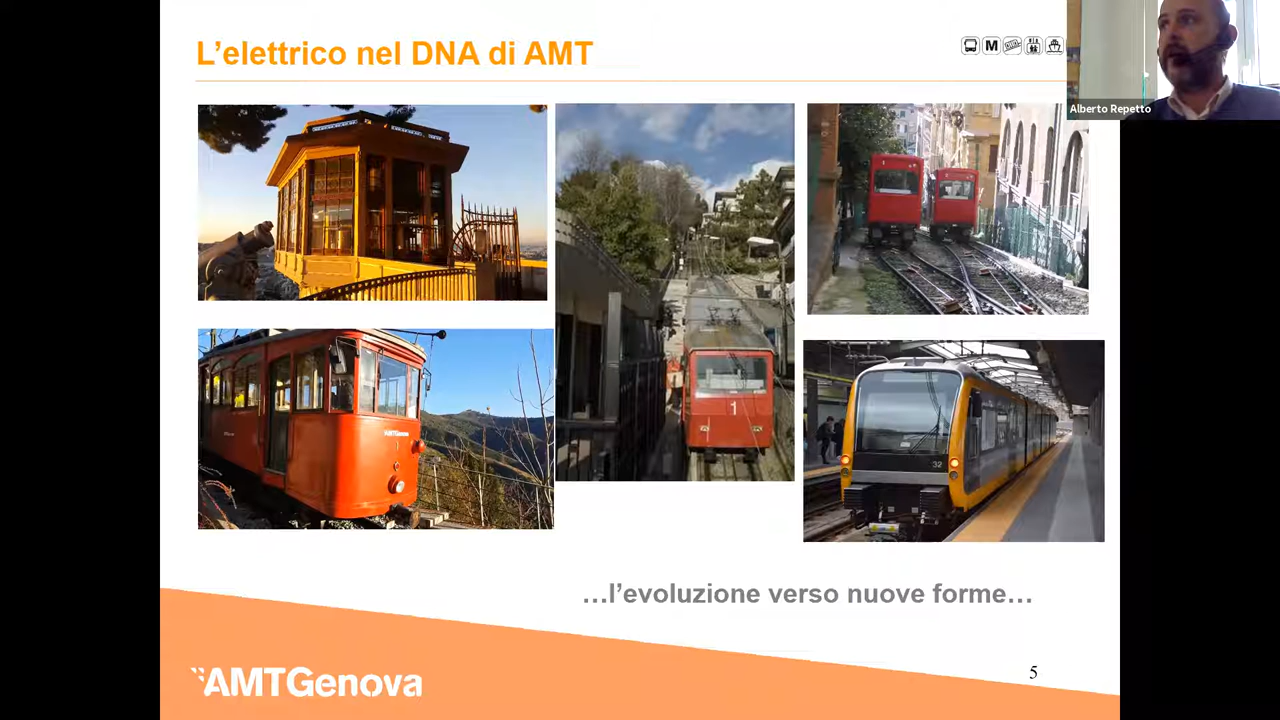 L’elettrico nel DNA di AMT
M
Alberto Repetto
1
32
…l’evoluzione verso nuove forme…
AMTGenova
5